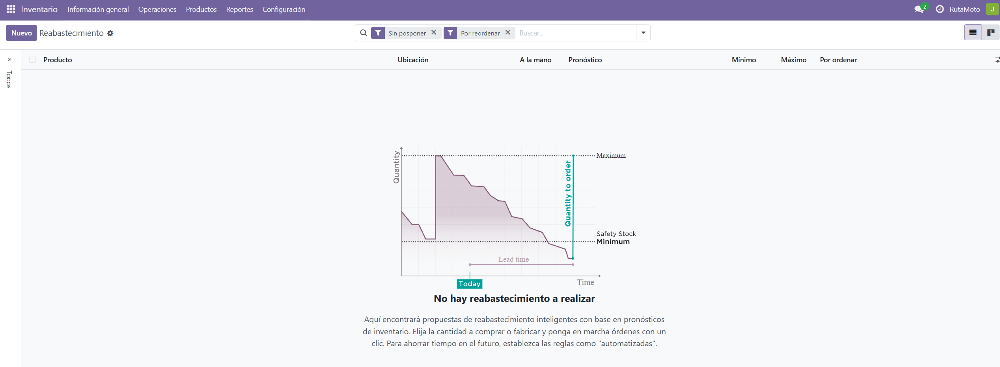 Inventario Información general Operaciones Productos Reportes Configuración 2 RutaMoto J
Nuevo Reabastecimiento Sin posponer Por reordenar Buscar...
Producto Ubicación A la mano Pronóstico Mínimo Máximo Por ordenar
Todos
Quantity
Maximum
Quantity to order
Safety Stock
Minimum
Lead time
Today
Time
No hay reabastecimiento a realizar
Aquí encontrará propuestas de reabastecimiento inteligentes con base en pronósticos
de inventario. Elija la cantidad a comprar o fabricar y ponga en marcha órdenes con un
clic. Para ahorrar tiempo en el futuro, establezca las reglas como "automatizadas".